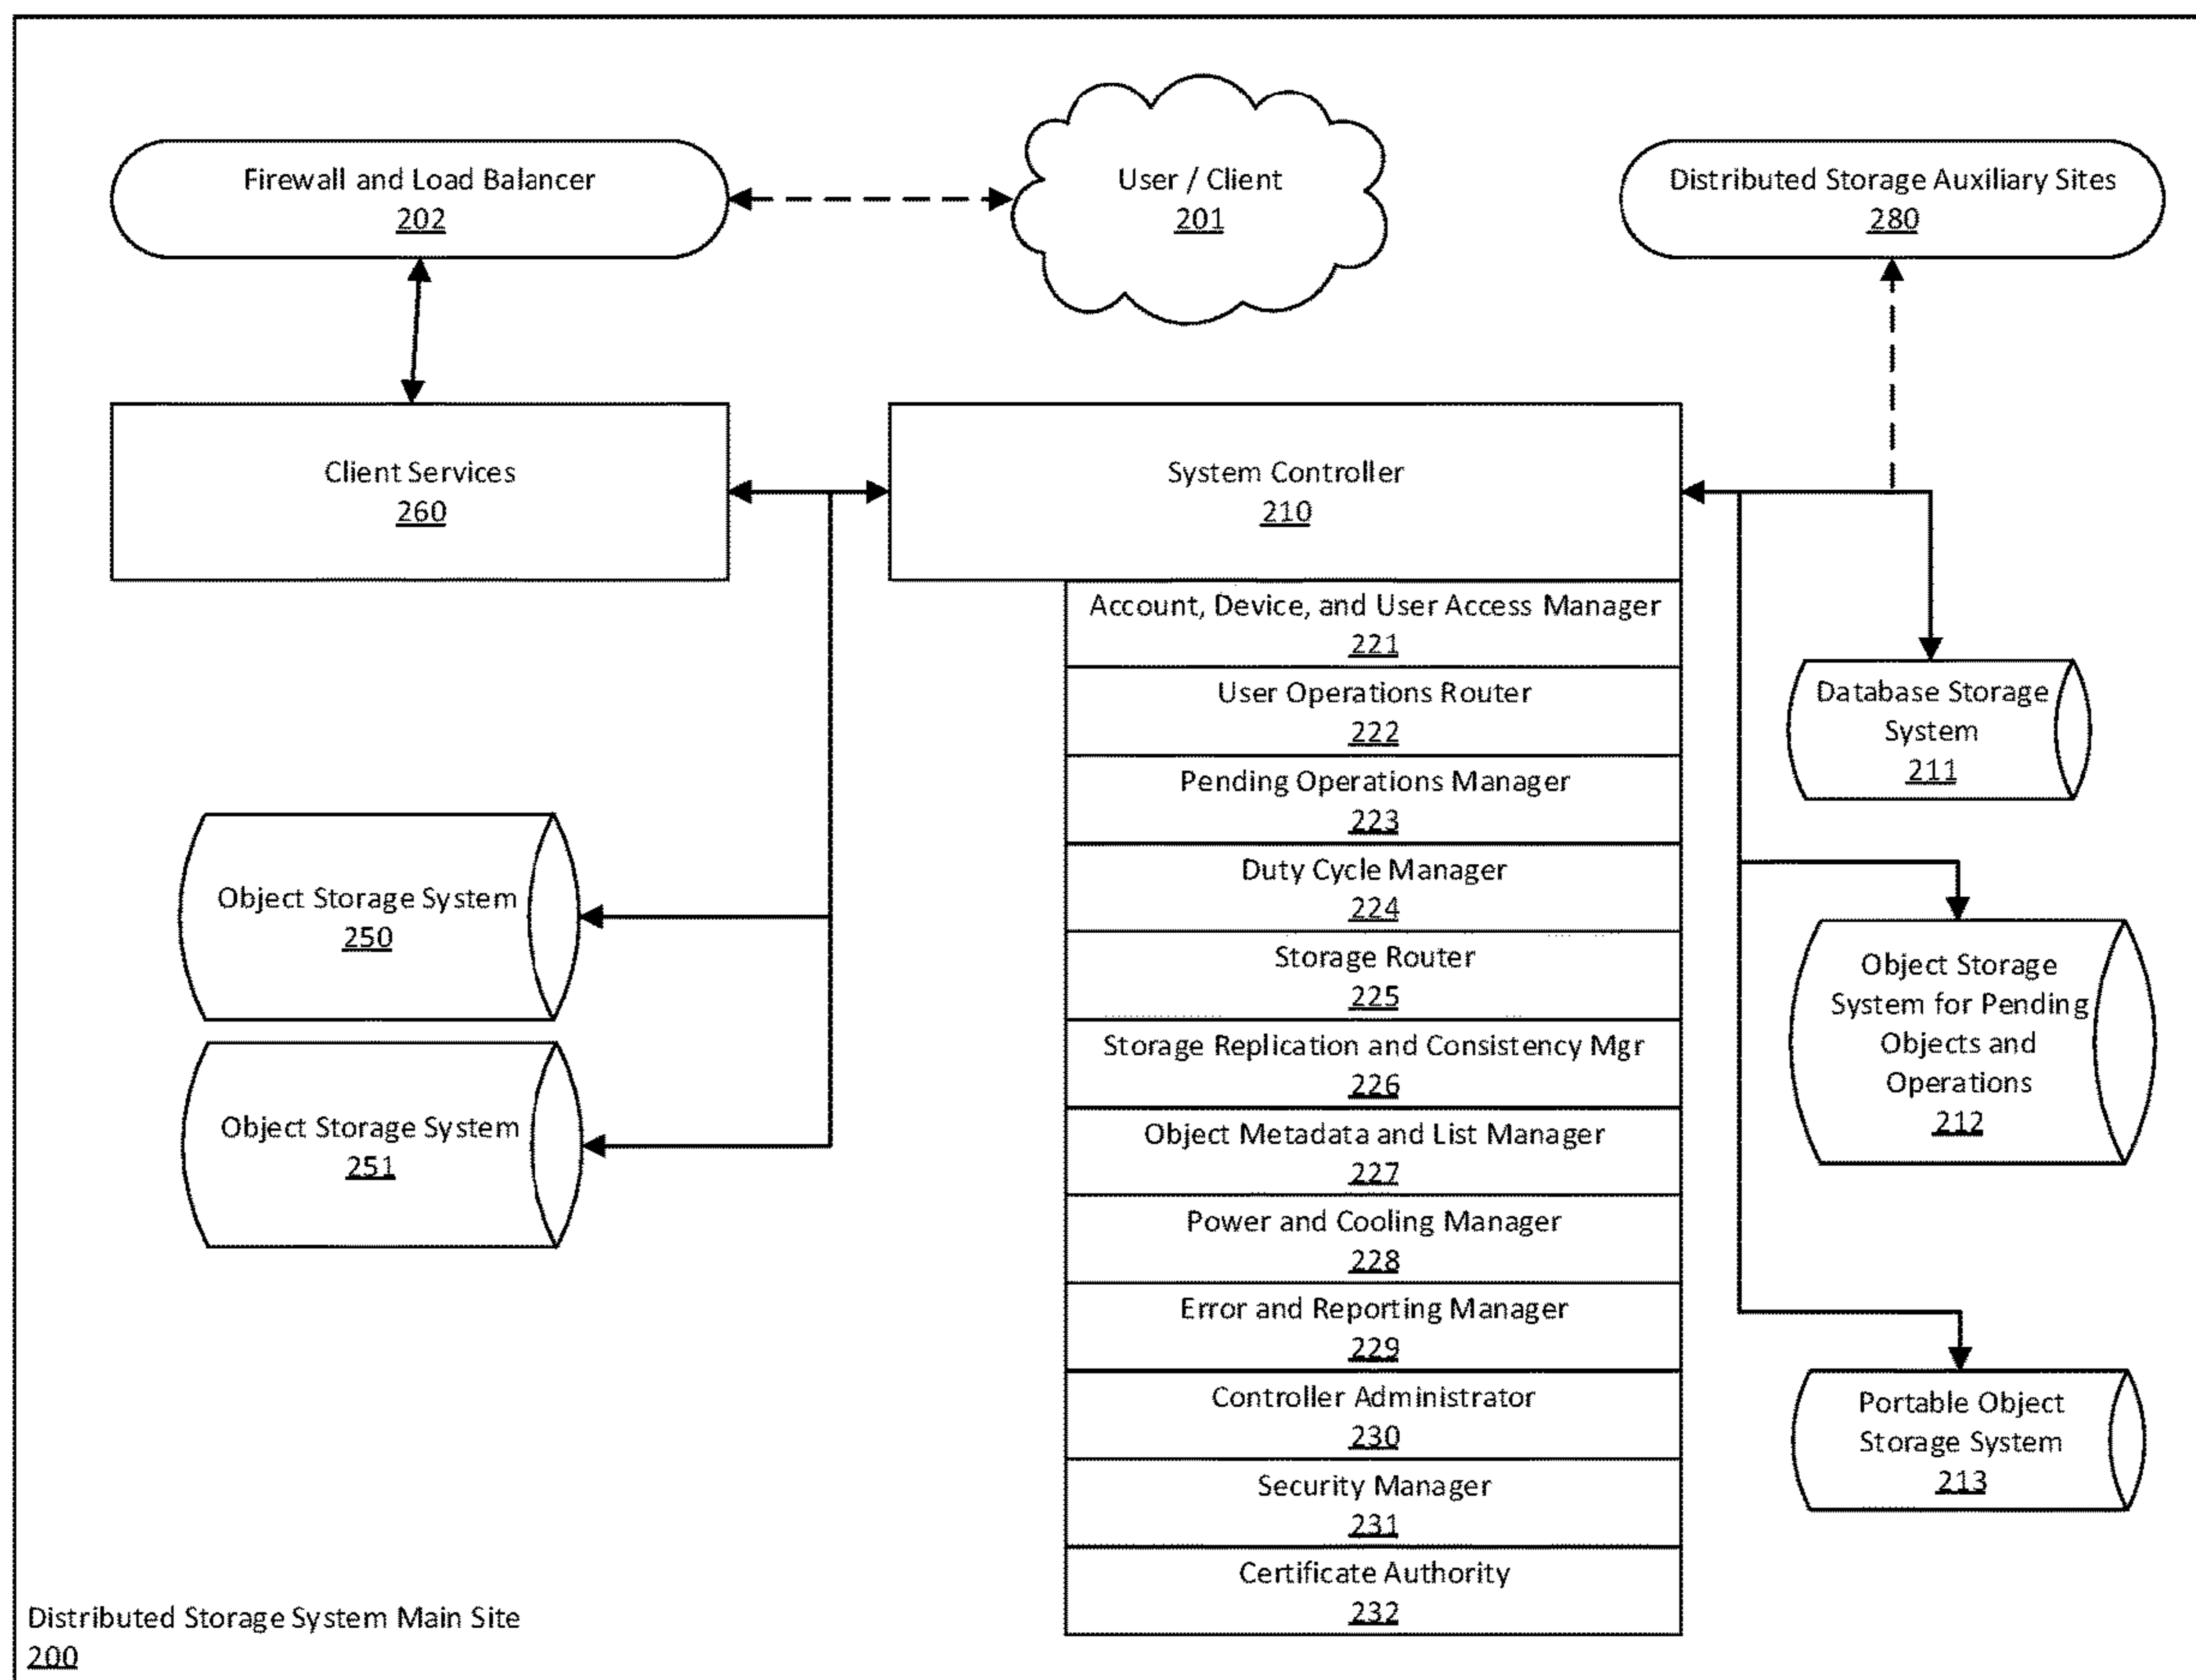 Firewall and Load Balancer
202
User / Client
201
Distributed Storage Auxiliary Sites
280
Client Services
260
System Controller
210
Account, Device, and User Access Manager
221
User Operations Router
222
Pending Operations Manager
223
Duty Cycle Manager
224
Storage Router
225
Storage Replication and Consistency Mgr
226
Object Metadata and List Manager
227
Power and Cooling Manager
228
Error and Reporting Manager
229
Controller Administrator
230
Security Manager
231
Certificate Authority
232
Database Storage
System
211
Object Storage System
250
Object Storage
System for Pending
Objects and
Operations
212
Object Storage System
251
Portable Object
Storage System
213
Distributed Storage System Main Site
200